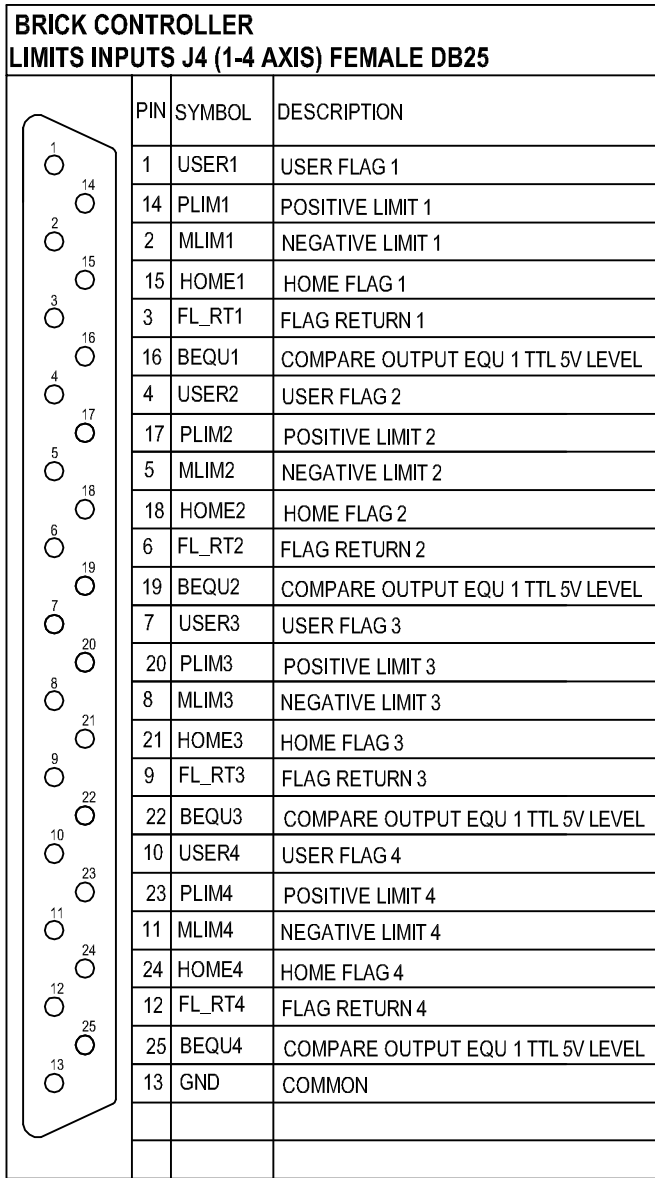 BRICK CONTROLLER
LIMITS INPUTS J4 (1-4 AXIS) FEMALE DB25
PIN SYMBOL DESCRIPTION
1 1 USER1 USER FLAG 1
14 14 PLIM1 POSITIVE LIMIT 1
2 2 MLIM1 NEGATIVE LIMIT 1
15 15 HOME1 HOME FLAG 1
3 3 FL_RT1 FLAG RETURN 1
16 16 BEQU1 COMPARE OUTPUT EQU 1 TTL 5V LEVEL
4 4 USER2 USER FLAG 2
17 17 PLIM2 POSITIVE LIMIT 2
5 5 MLIM2 NEGATIVE LIMIT 2
18 18 HOME2 HOME FLAG 2
6 6 FL_RT2 FLAG RETURN 2
19 19 BEQU2 COMPARE OUTPUT EQU 1 TTL 5V LEVEL
7 7 USER3 USER FLAG 3
20 20 PLIM3 POSITIVE LIMIT 3
8 8 MLIM3 NEGATIVE LIMIT 3
21 21 HOME3 HOME FLAG 3
9 9 FL_RT3 FLAG RETURN 3
22 22 BEQU3 COMPARE OUTPUT EQU 1 TTL 5V LEVEL
10 10 USER4 USER FLAG 4
23 23 PLIM4 POSITIVE LIMIT 4
11 11 MLIM4 NEGATIVE LIMIT 4
24 24 HOME4 HOME FLAG 4
12 12 FL_RT4 FLAG RETURN 4
25 25 BEQU4 COMPARE OUTPUT EQU 1 TTL 5V LEVEL
13 13 GND COMMON